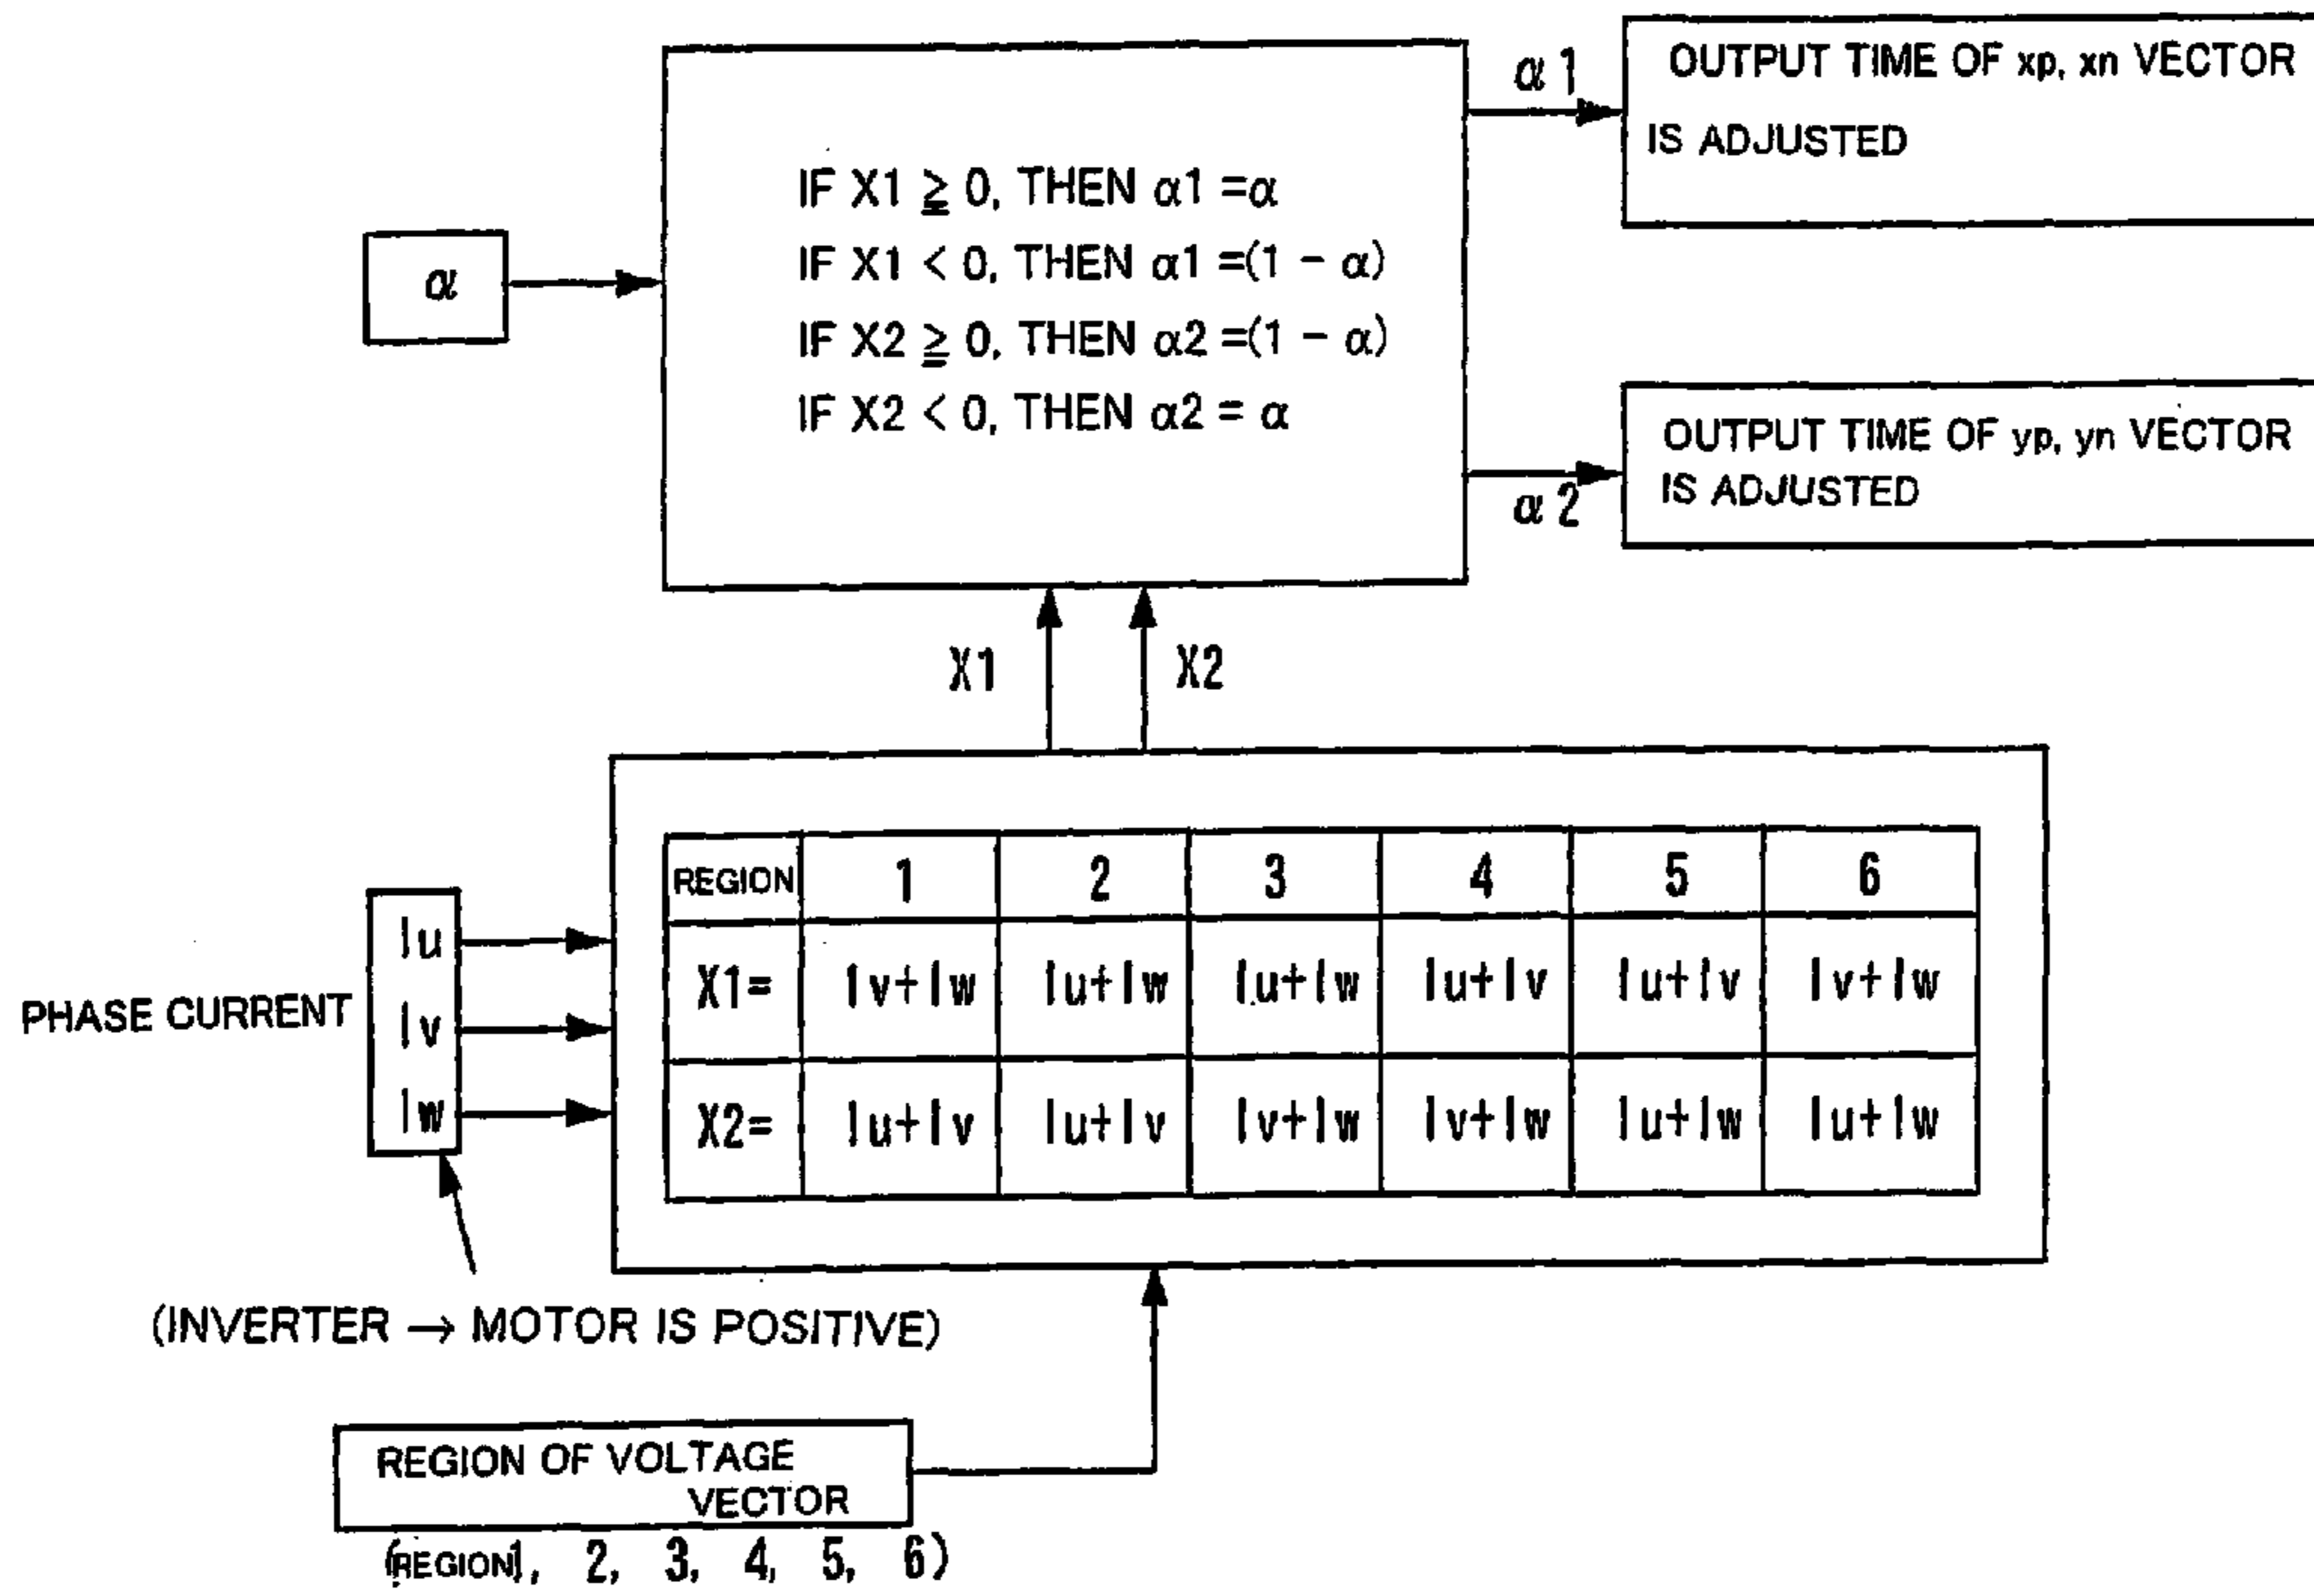 α
IF X1 ≧ 0, THEN α1 =α
IF X1 < 0, THEN α1 =(1 - α)
IF X2 ≧ 0, THEN α2 =(1 - α)
IF X2 < 0, THEN α2 = α
α1
OUTPUT TIME OF xp, xn VECTOR
IS ADJUSTED
α2
OUTPUT TIME OF yp, yn VECTOR
IS ADJUSTED
X1
X2
PHASE CURRENT
Iu
Iv
Iw
(INVERTER → MOTOR IS POSITIVE)
REGION 1 2 3 4 5 6
X1= Iv+Iw Iu+Iw Iu+Iw Iu+Iv Iu+Iv Iv+Iw
X2= Iu+Iv Iu+Iv Iv+Iw Iv+Iw Iu+Iw Iu+Iw
REGION OF VOLTAGE
VECTOR
(REGION1, 2, 3, 4, 5, 6)